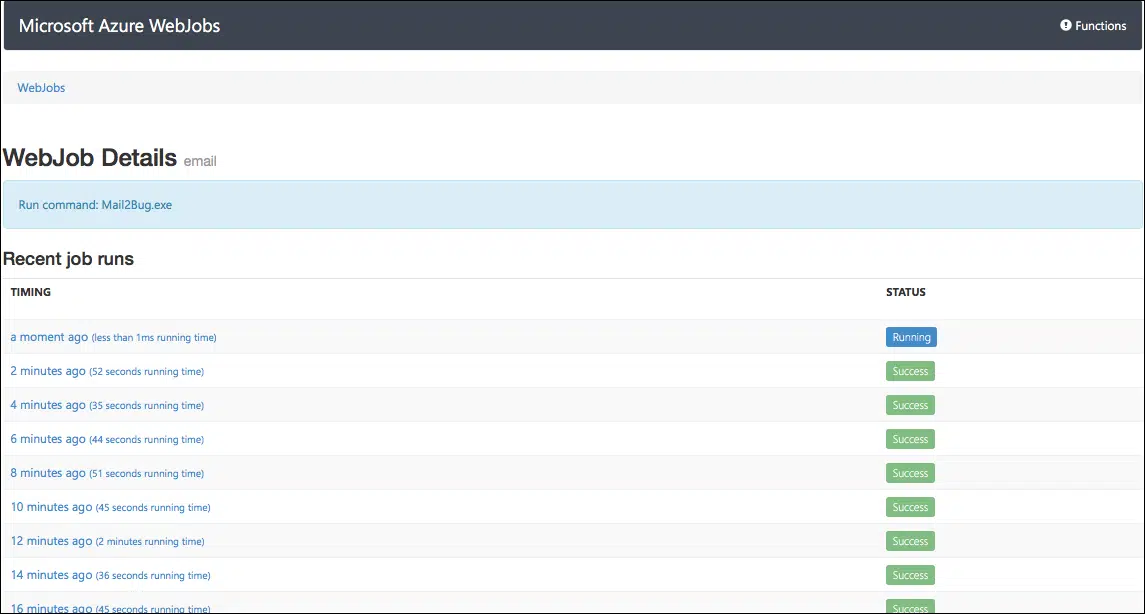 Microsoft Azure WebJobs Functions
WebJobs
WebJob Details email
Run command: Mail2Bug.exe
Recent job runs
TIMING STATUS
a moment ago (less than 1ms running time) Running
2 minutes ago (52 seconds running time) Success
4 minutes ago (35 seconds running time) Success
6 minutes ago (44 seconds running time) Success
8 minutes ago (51 seconds running time) Success
10 minutes ago (45 seconds running time) Success
12 minutes ago (2 minutes running time) Success
14 minutes ago (36 seconds running time) Success
16 minutes ago (45 seconds running time) Success